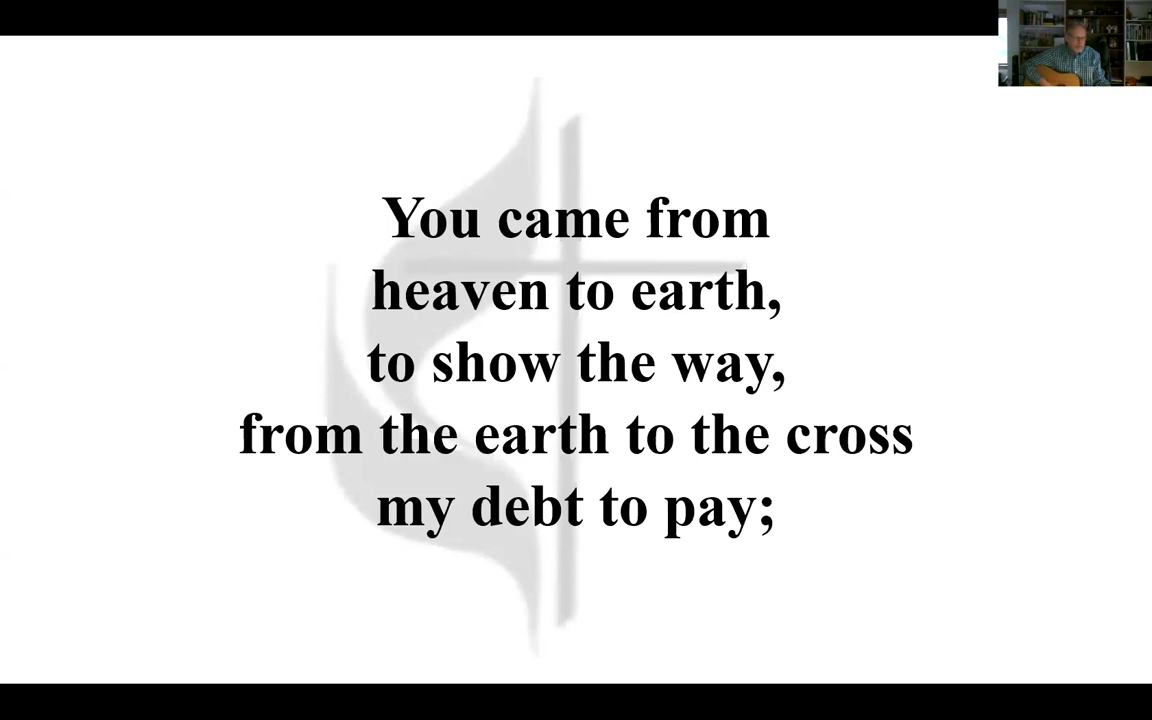 You came from
heaven to earth,
to show the way,
from the earth to the cross
my debt to pay;